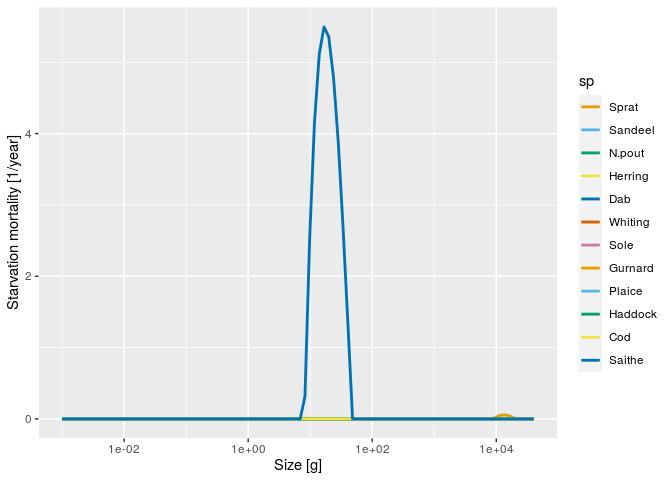 Starvation mortality [1/year]
4
2
0
1e-02
1e+00
1e+02
1e+04
Size [g]
sp
Sprat
Sandeel
N.pout
Herring
Dab
Whiting
Sole
Gurnard
Plaice
Haddock
Cod
Saithe